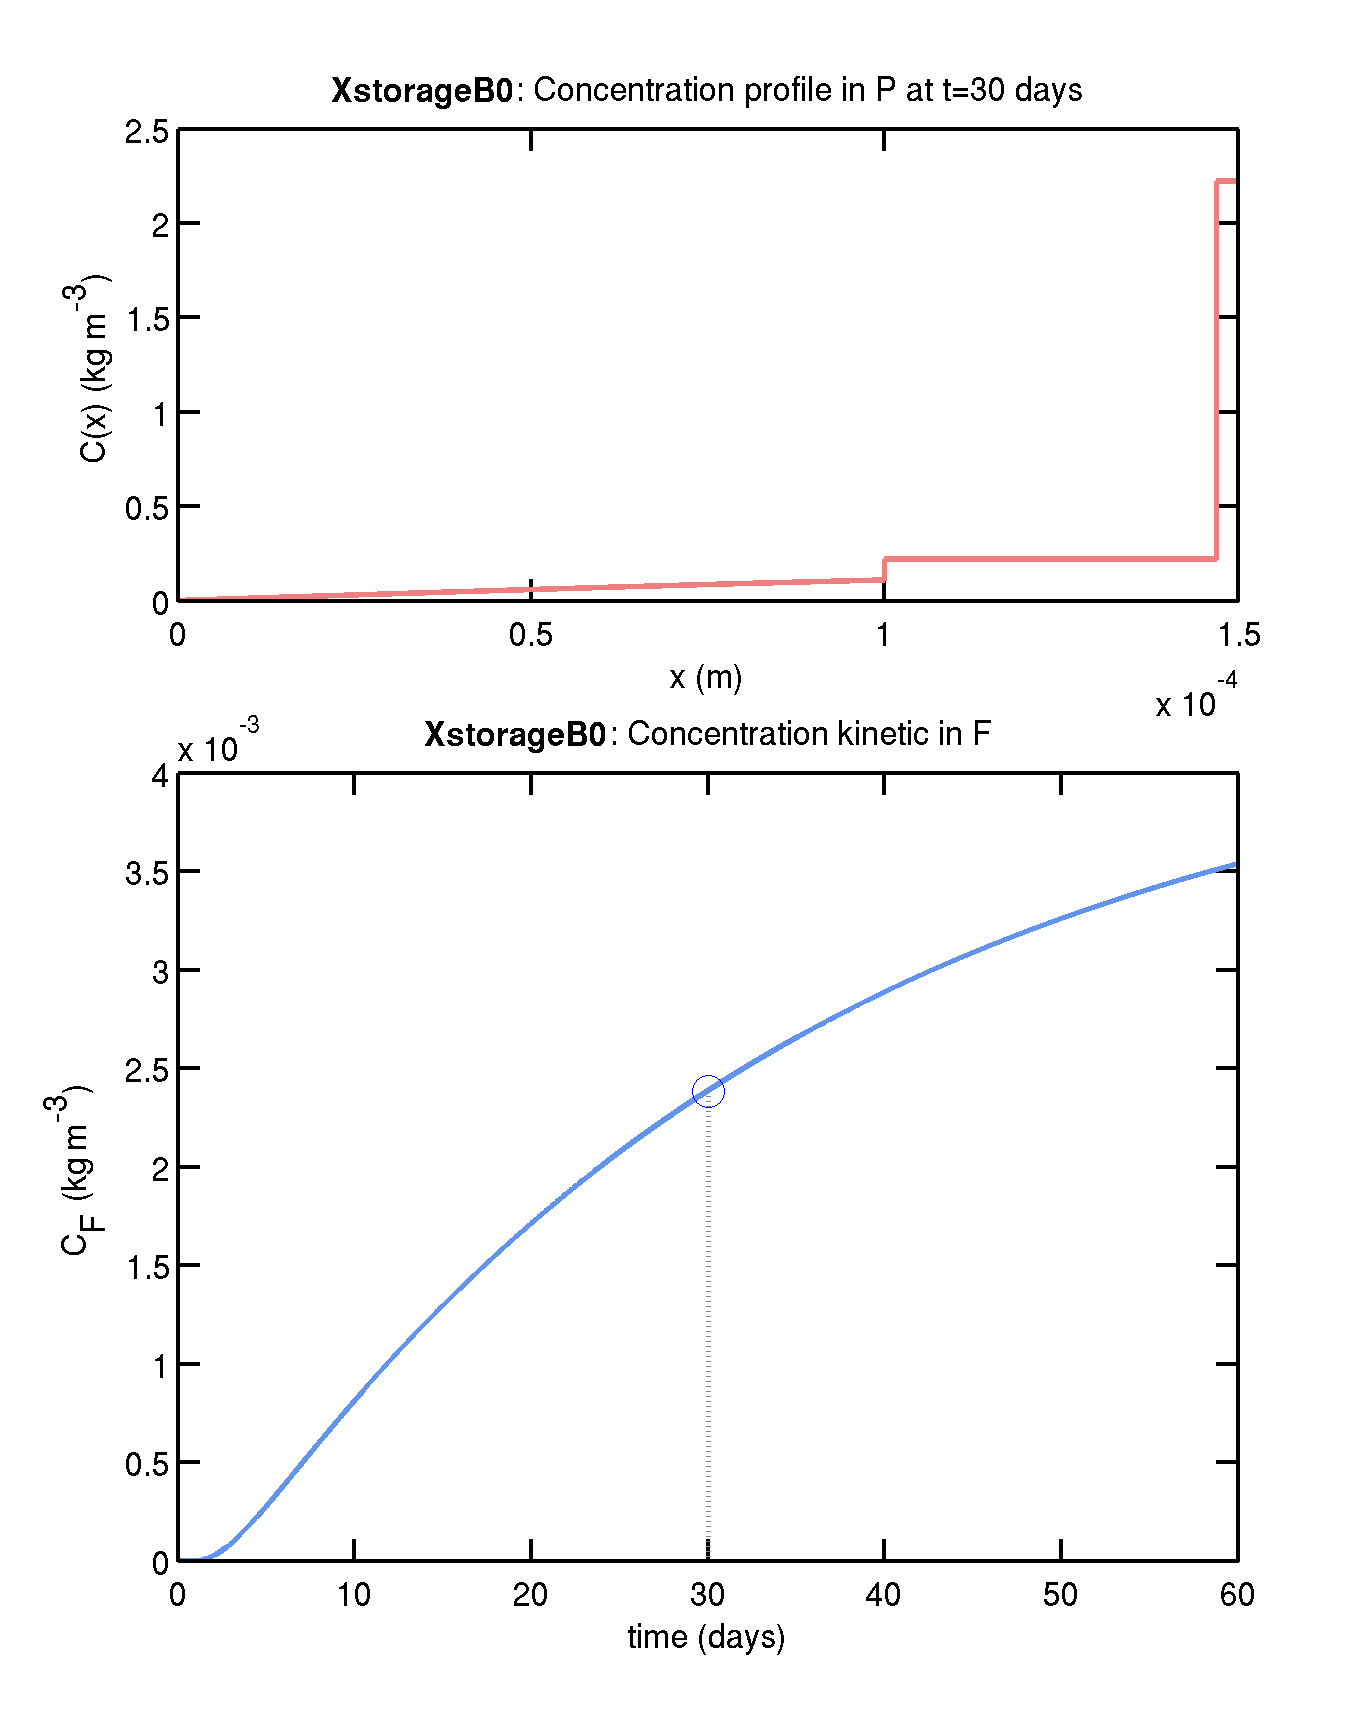 XstorageB0: Concentration profile in P at t=30 days
2.5
2
1.5
1
0.5
0
C(x) (kg m-3)
0 0.5 1 1.5
x (m)
x 10-4
XstorageB0: Concentration kinetic in F
x 10-3
4
3.5
3
2.5
2
1.5
1
0.5
0
CF (kg m-3)
0 10 20 30 40 50 60
time (days)